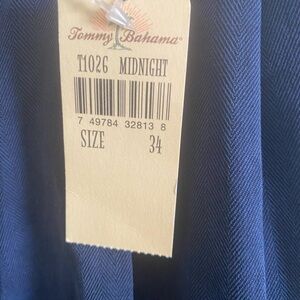 Tommy Bahama®
T1026 MIDNIGHT
7 49784 32813 8
SIZE 34